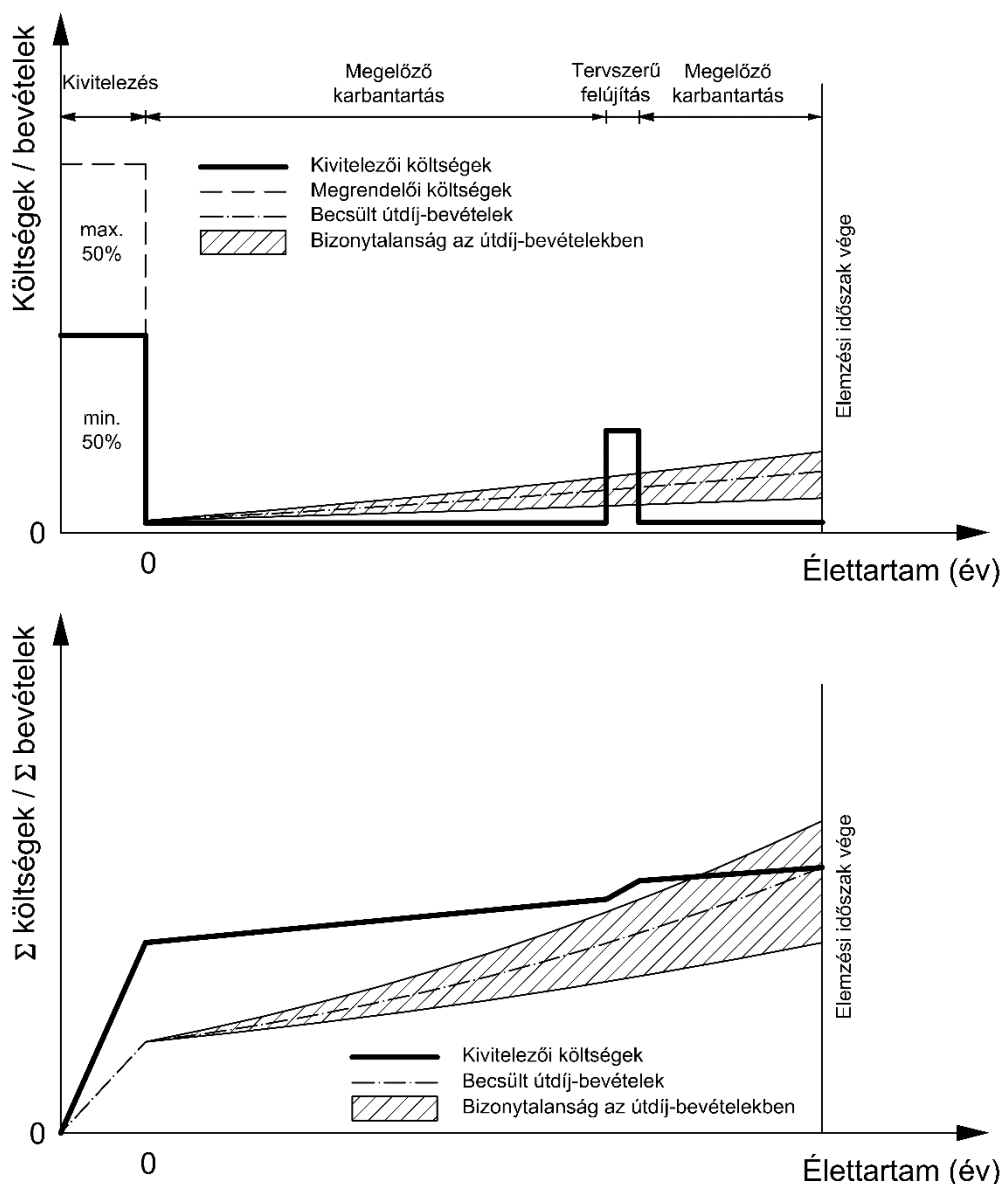 Költségek / bevételek
Kivitelezés
Megelőző
karbantartás
Tervszerű
felújítás
Megelőző
karbantartás
Kivitelezői költségek
Megrendelői költségek
Becsült útdíj-bevételek
Bizonytalanság az útdíj-bevételekben
max.
50%
min.
50%
Elemzési időszak vége
0
0
Élettartam (év)
Σ költségek / Σ bevételek
Elemzési időszak vége
Kivitelezői költségek
Becsült útdíj-bevételek
Bizonytalanság az útdíj-bevételekben
0
0
Élettartam (év)